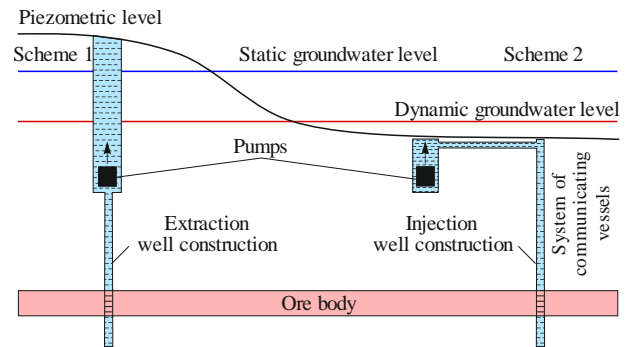 Piezometric level
Scheme 1
Static groundwater level
Scheme 2
Dynamic groundwater level
Pumps
Extraction
well construction
Injection
well construction
System of
communicating
vessels
Ore body